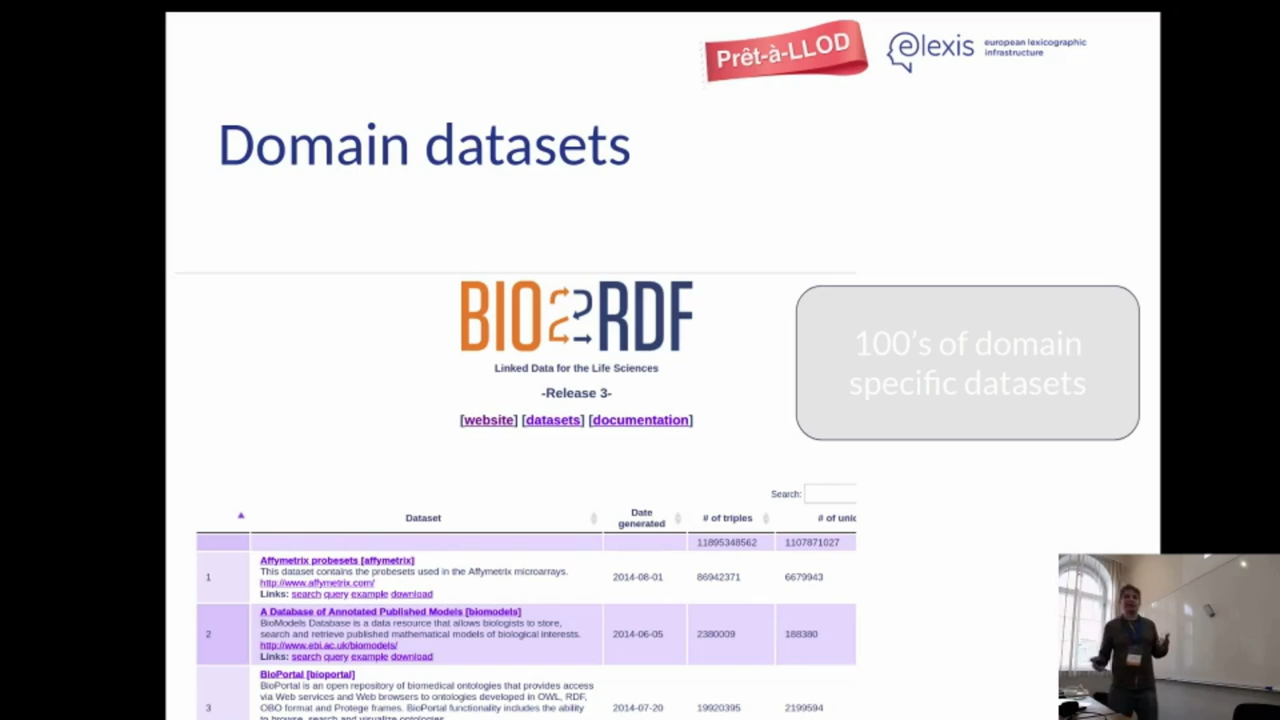 Prêt-à-LLOD
elexis
european lexicographic
infrastructure
Domain datasets
BIO2RDF
Linked Data for the Life Sciences
-Release 3-
[website] [datasets] [documentation]
100's of domain
specific datasets
Search:
Dataset
Date
generated
# of triples
# of unic
11895348562 1107871027
1
Affymetrix probesets [affymetrix]
This dataset contains the probesets used in the Affymetrix microarrays.
http://www.affymetrix.com/
Links: search query example download
2014-08-01
86942371
6679943
2
A Database of Annotated Published Models [biomodels]
BioModels Database is a data resource that allows biologists to store,
search and retrieve published mathematical models of biological interests.
http://www.ebi.ac.uk/biomodels/
Links: search query example download
2014-06-05
2380009
188380
3
BioPortal [bioportal]
BioPortal is an open repository of biomedical ontologies that provides access
via Web services and Web browsers to ontologies developed in OWL, RDF,
OBO format and Protege frames. BioPortal functionality includes the ability
to browse, search and visualize ontologies.
2014-07-20
19920395
2199594